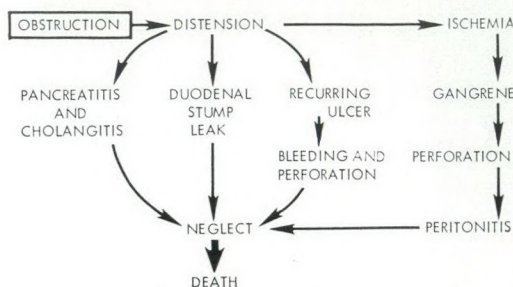 OBSTRUCTION
DISTENSION
ISCHEMIA
PANCREATITIS
AND
CHOLANGITIS
DUODENAL
STUMP
LEAK
RECURRING
ULCER
GANGRENE
BLEEDING AND
PERFORATION
PERFORATION
NEGLECT
PERITONITIS
DEATH